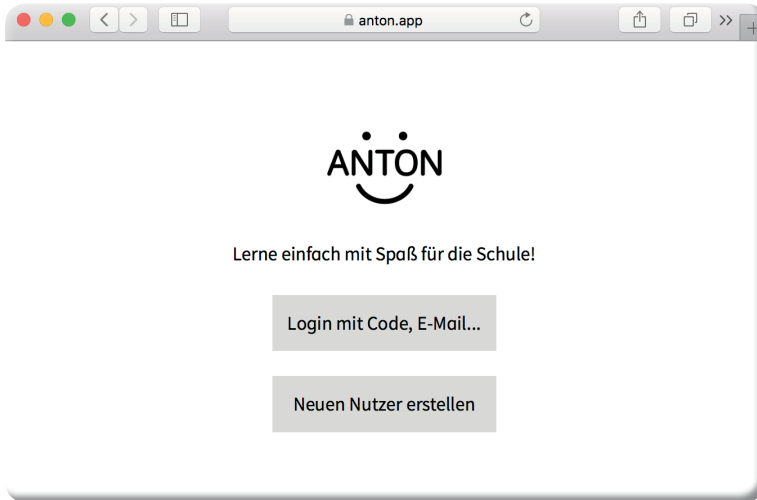 anton.app
ANTON
Lerne einfach mit Spaß für die Schule!
Login mit Code, E-Mail...
Neuen Nutzer erstellen